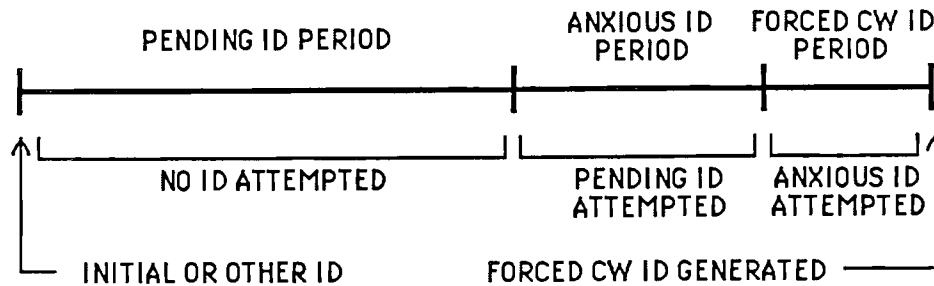 PENDING ID PERIOD
ANXIOUS ID
PERIOD
FORCED CW ID
PERIOD
NO ID ATTEMPTED
PENDING ID
ATTEMPTED
ANXIOUS ID
ATTEMPTED
INITIAL OR OTHER ID
FORCED CW ID GENERATED